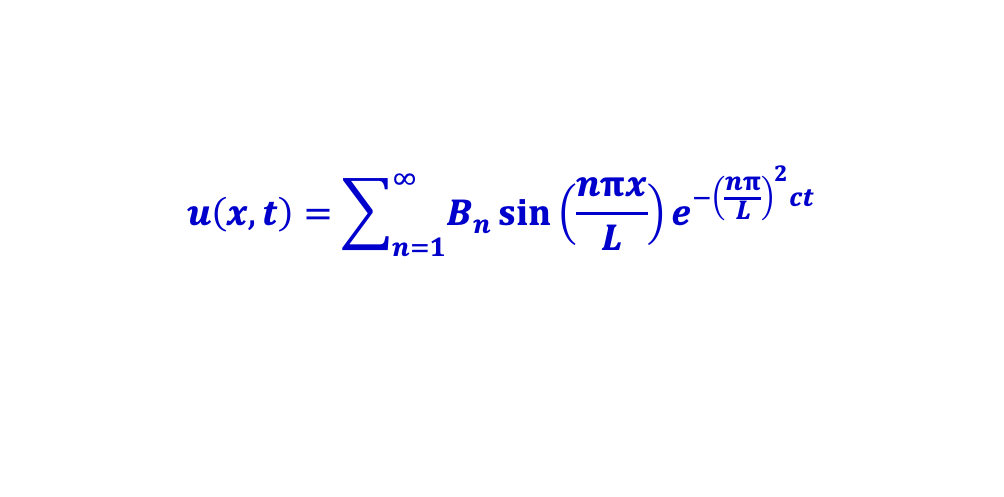 u(x, t) = ∑_{n=1}^{∞} B_n sin (nπx/L) e^{−(nπ/L)^2 ct}